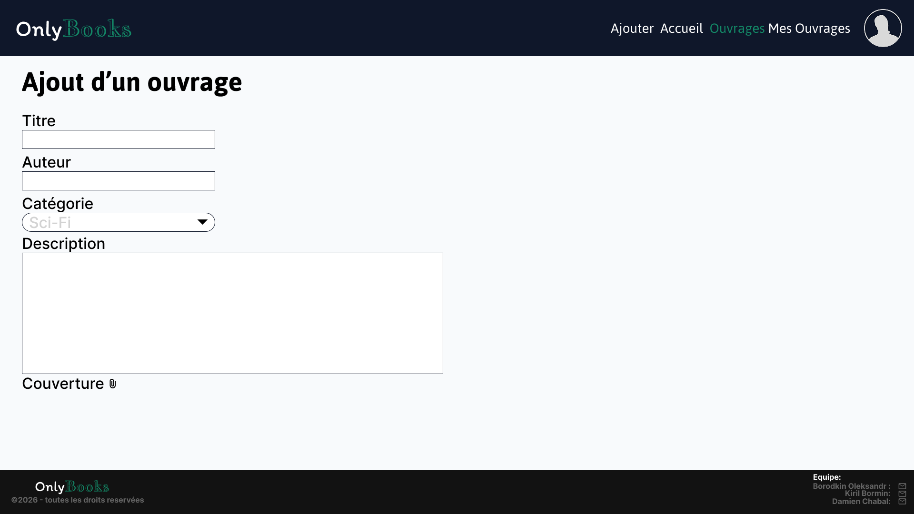 OnlyBooks
Ajouter Accueil Ouvrages Mes Ouvrages
Ajout d’un ouvrage
Titre
Auteur
Catégorie
Sci-Fi
Description
Couverture
OnlyBooks
©2026 - toutes les droits reservées
Equipe:
Borodkin Oleksandr :
Kiril Bormin:
Damien Chabal: